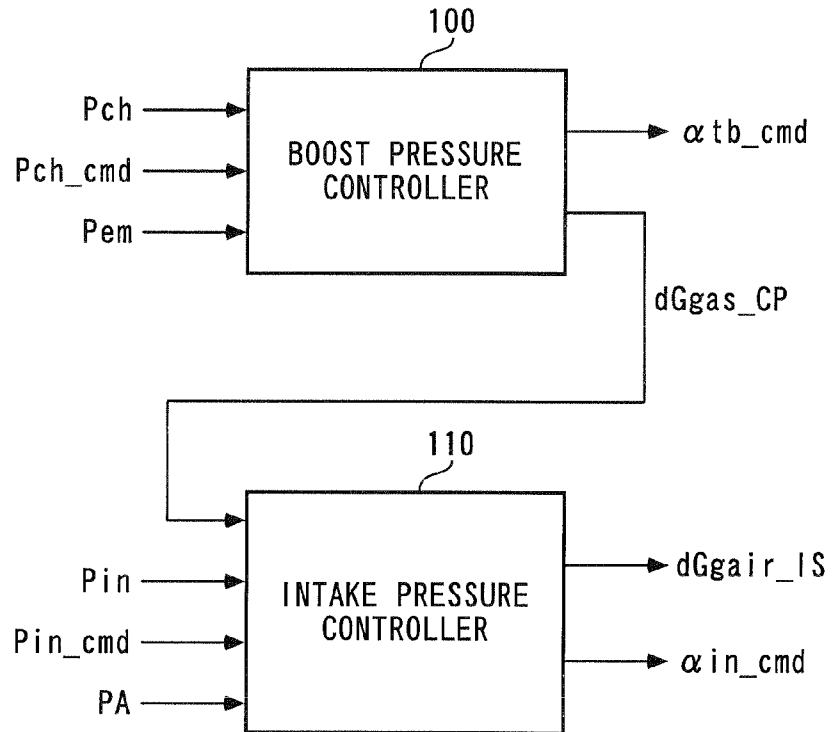 100
Pch
Pch_cmd
Pem
BOOST PRESSURE
CONTROLLER
αtb_cmd
dGgas_CP
110
Pin
Pin_cmd
PA
INTAKE PRESSURE
CONTROLLER
dGgair_IS
αin_cmd